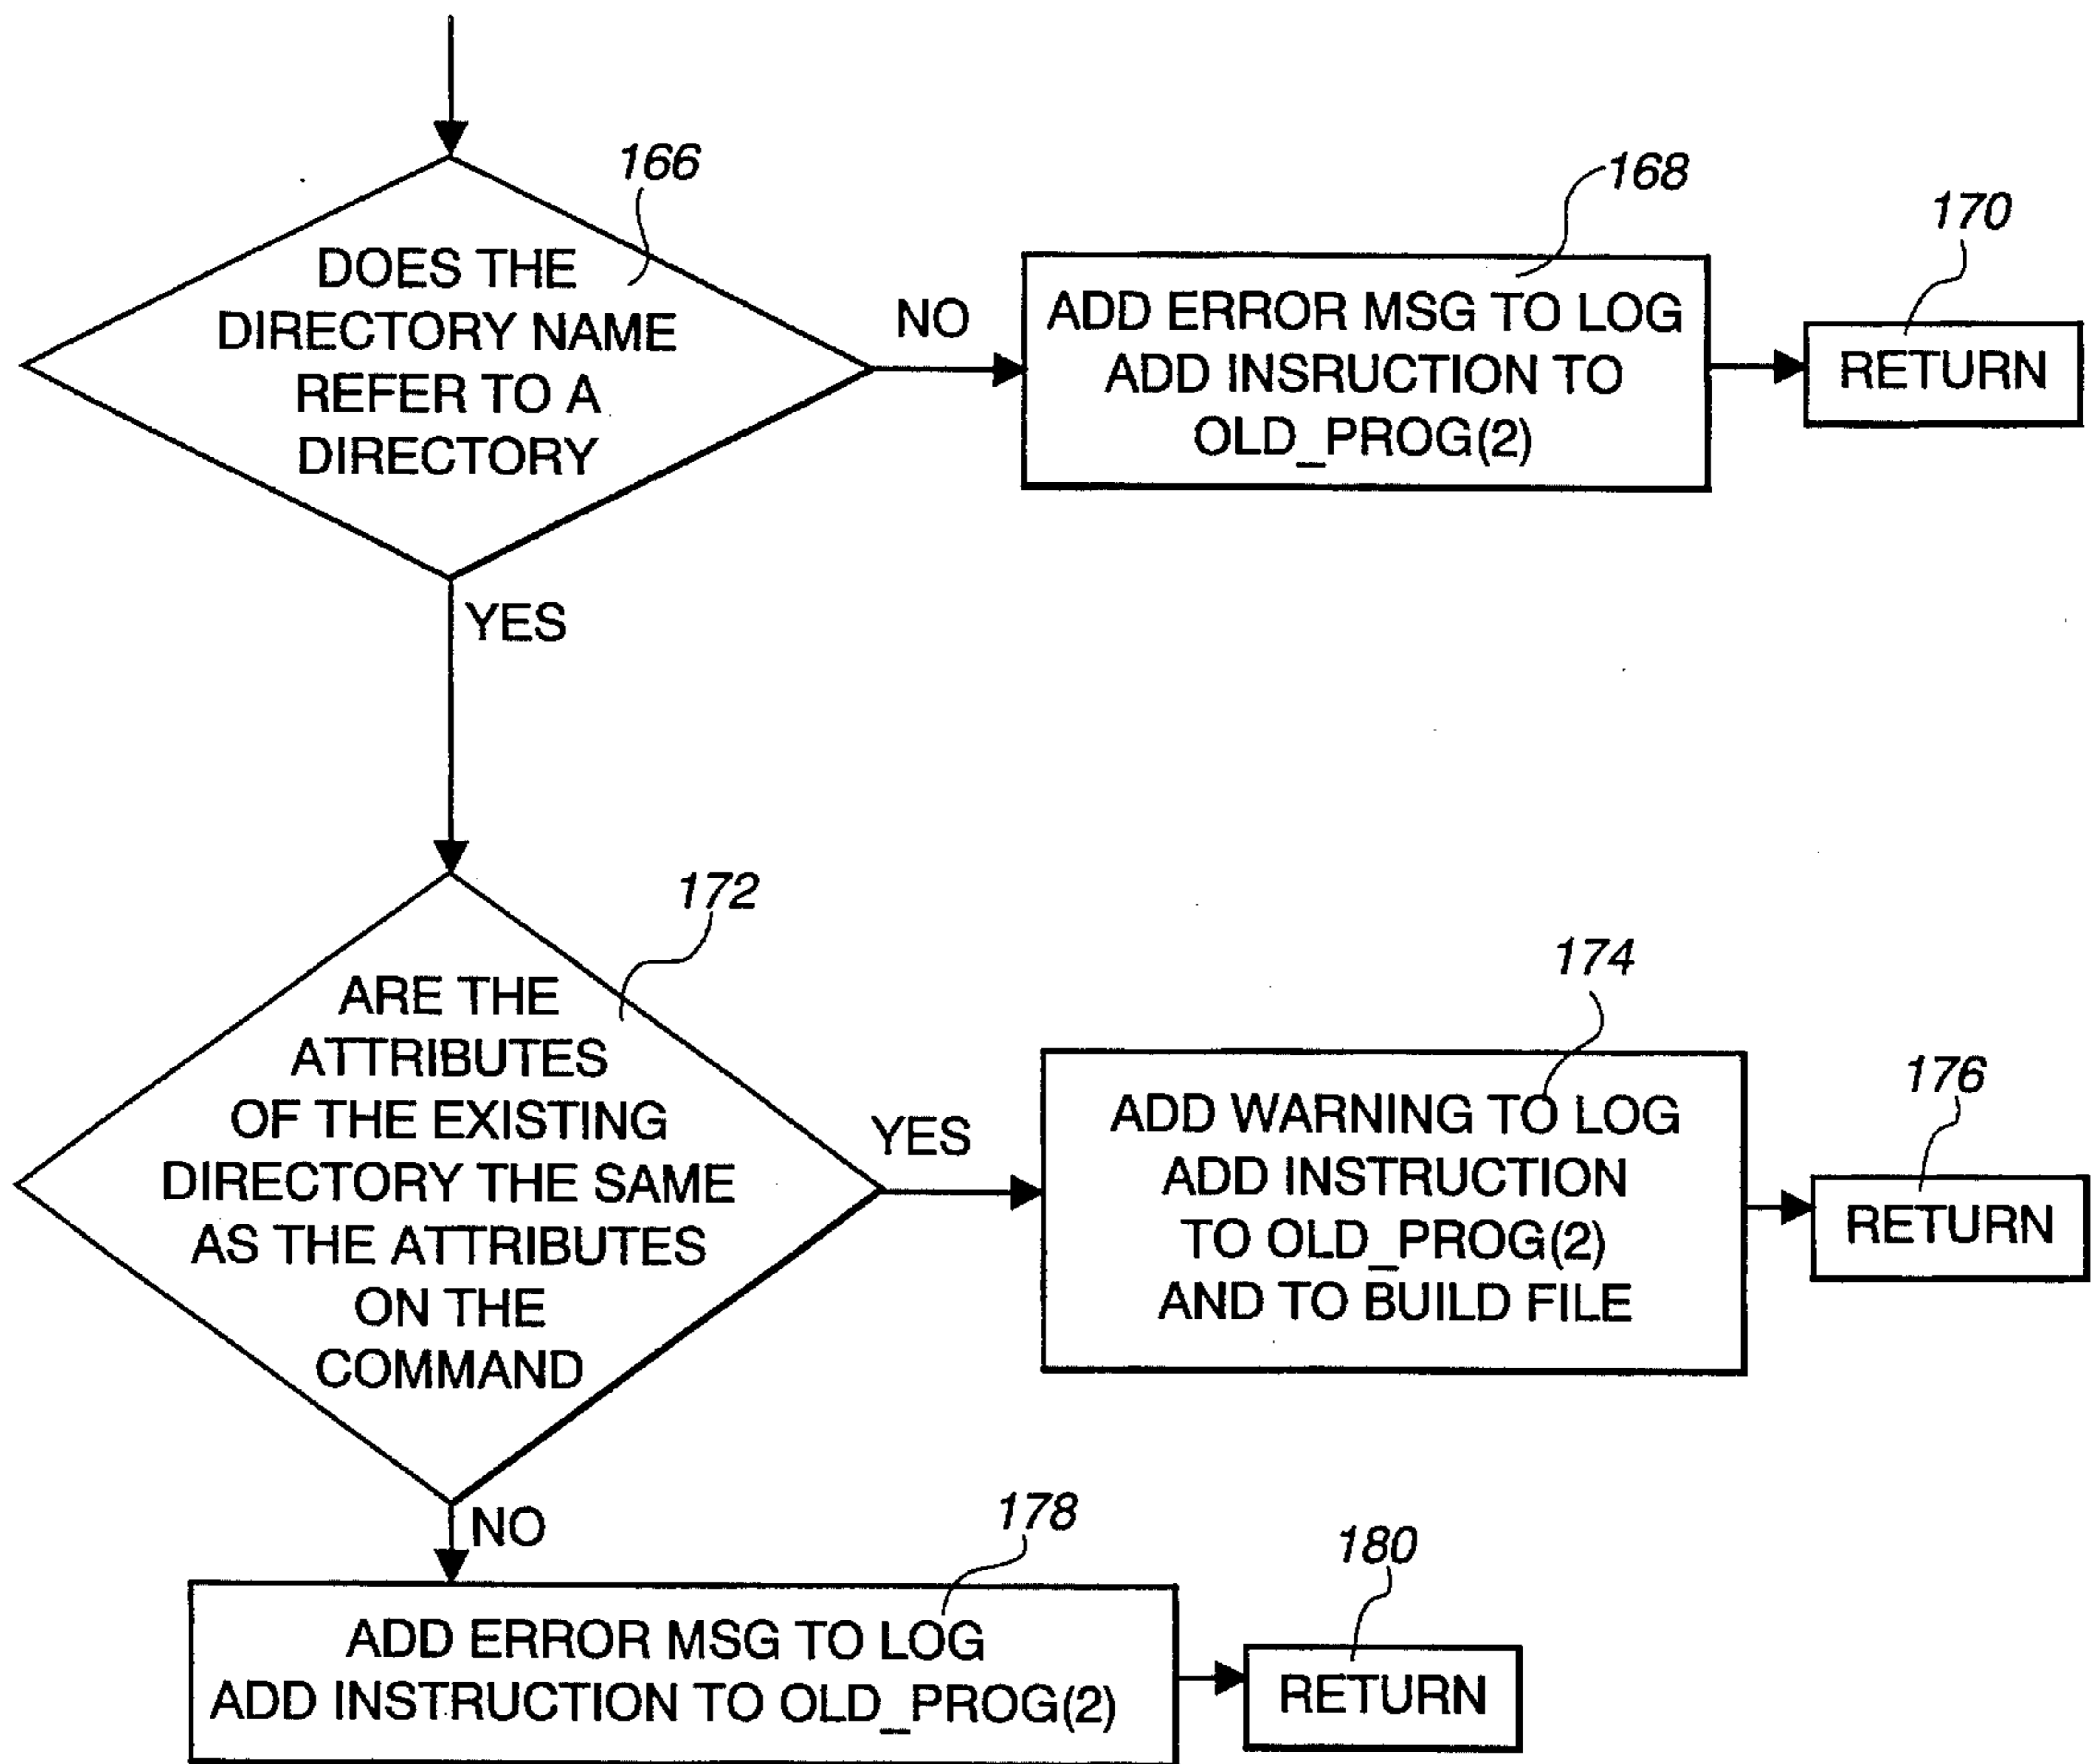 166
DOES THE
DIRECTORY NAME
REFER TO A
DIRECTORY
NO
168
ADD ERROR MSG TO LOG
ADD INSRUCTION TO
OLD_PROG(2)
170
RETURN
YES
172
ARE THE
ATTRIBUTES
OF THE EXISTING
DIRECTORY THE SAME
AS THE ATTRIBUTES
ON THE
COMMAND
YES
174
ADD WARNING TO LOG
ADD INSTRUCTION
TO OLD_PROG(2)
AND TO BUILD FILE
176
RETURN
NO
178
ADD ERROR MSG TO LOG
ADD INSTRUCTION TO OLD_PROG(2)
180
RETURN